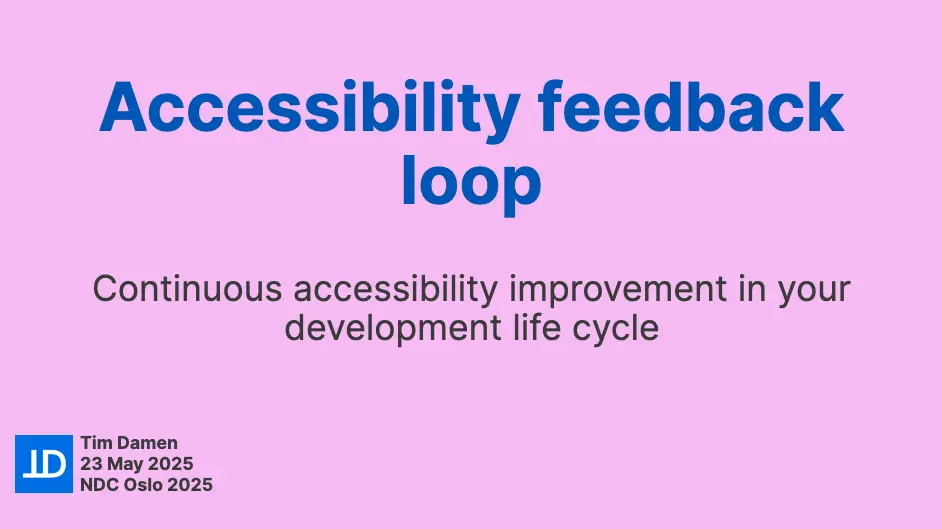 Accessibility feedback
loop
Continuous accessibility improvement in your
development life cycle
Tim Damen
23 May 2025
NDC Oslo 2025